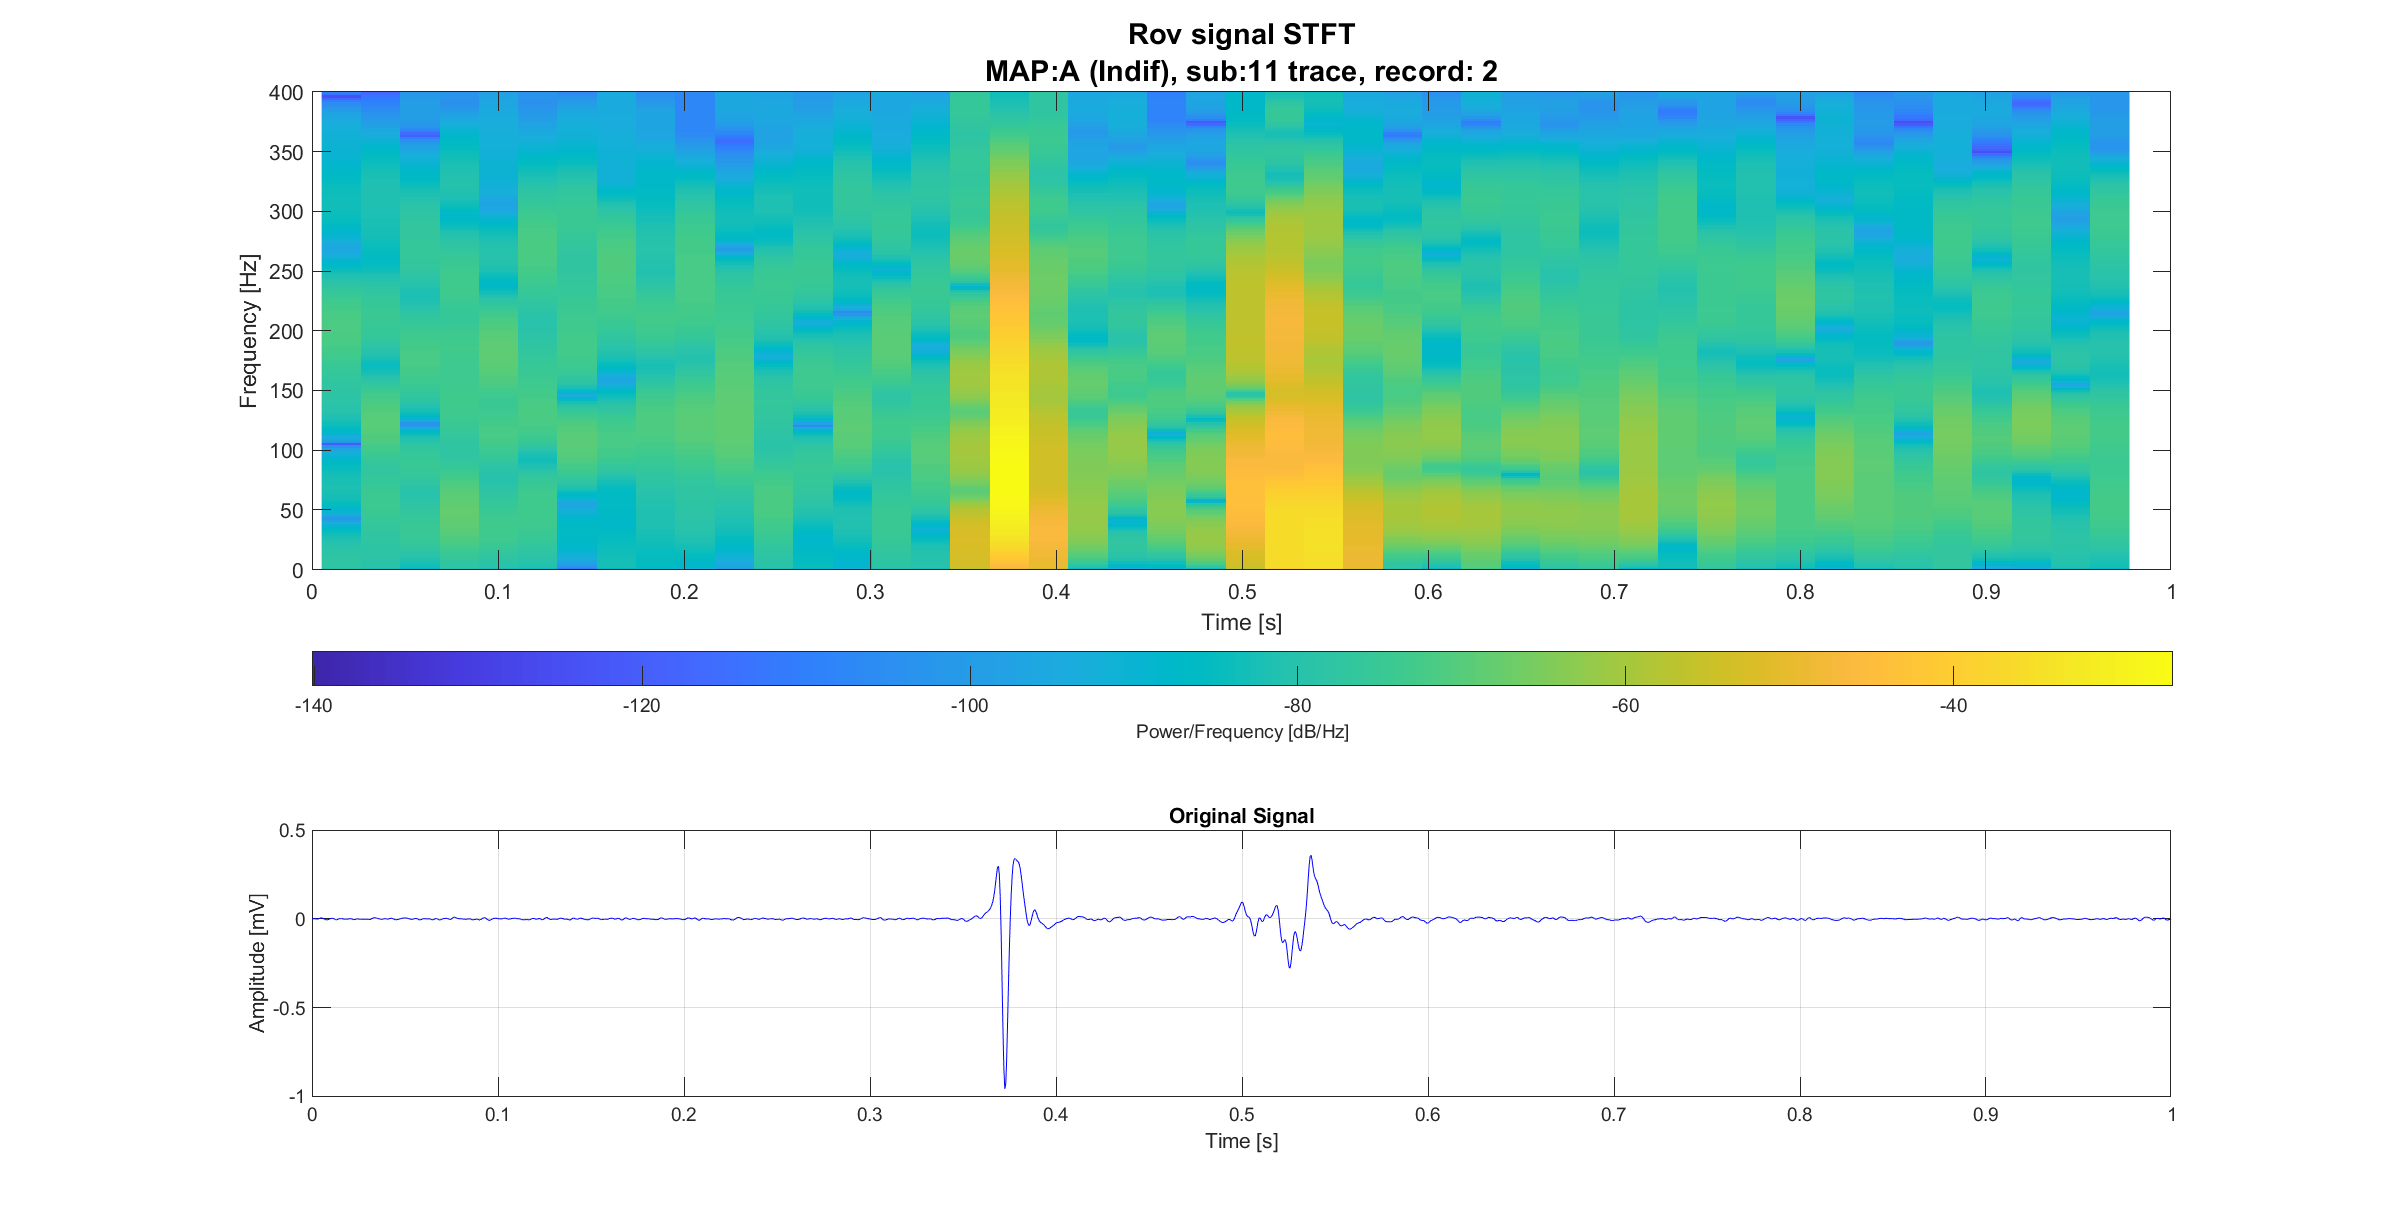 Rov signal STFT
MAP:A (Indif), sub:11 trace, record: 2
400
350
300
250
200
150
100
50
0
Frequency [Hz]
0 0.1 0.2 0.3 0.4 0.5 0.6 0.7 0.8 0.9 1
Time [s]
-140 -120 -100 -80 -60 -40
Power/Frequency [dB/Hz]
Original Signal
0.5
0
-0.5
-1
Amplitude [mV]
0 0.1 0.2 0.3 0.4 0.5 0.6 0.7 0.8 0.9 1
Time [s]